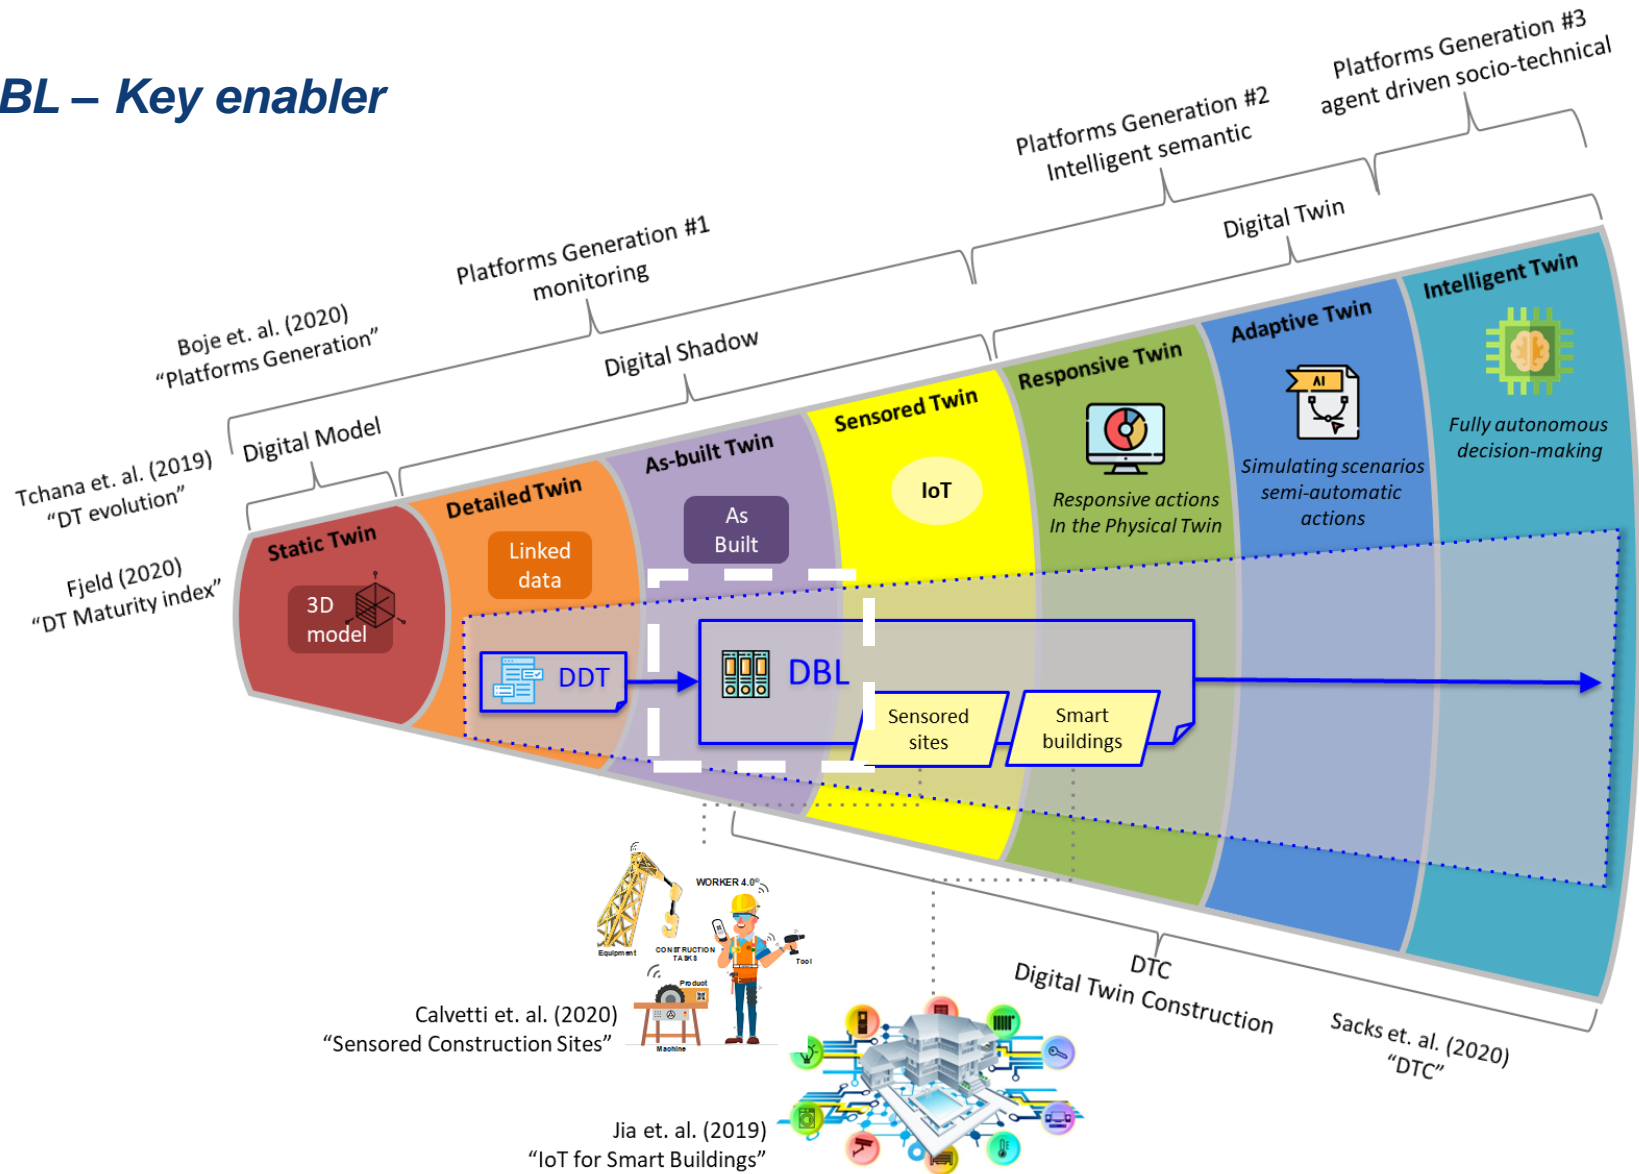 BL – Key enabler
Platforms Generation #3
agent driven socio-technical
Platforms Generation #2
Intelligent semantic
Digital Twin
Platforms Generation #1
monitoring
Boje et. al. (2020)
“Platforms Generation”
Digital Shadow
Digital Model
Tchana et. al. (2019)
“DT evolution”
Fjeld (2020)
“DT Maturity index”
Static Twin
3D
model
Detailed Twin
Linked
data
As-built Twin
As
Built
Sensored Twin
IoT
Responsive Twin
Responsive actions
In the Physical Twin
Adaptive Twin
AI
Simulating scenarios
semi-automatic
actions
Intelligent Twin
Fully autonomous
decision-making
DDT
DBL
Sensored
sites
Smart
buildings
WORKER 4.0®
Equipment
CONSTRUCTION
TASKS
Tool
Product
Machine
Calvetti et. al. (2020)
“Sensored Construction Sites”
DTC
Digital Twin Construction
Sacks et. al. (2020)
“DTC”
Jia et. al. (2019)
“IoT for Smart Buildings”